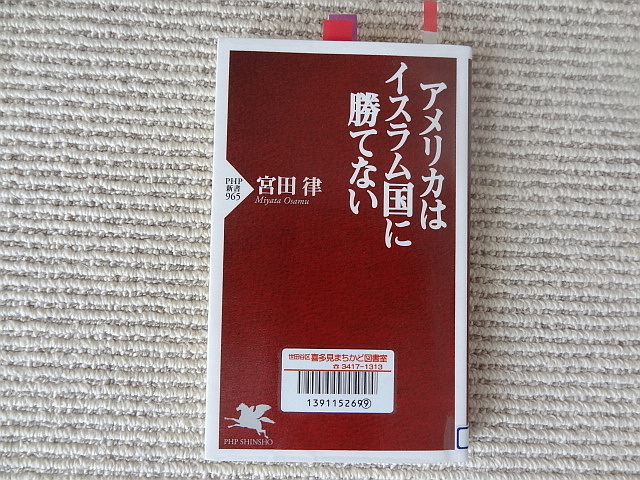 アメリカは
イスラム国に
勝てない
PHP
新書
965
宮田 律
Miyata Osamu
世田谷区 喜多見まちかど図書室
☎3417-1313
139115269⑨
PHP SHINSHO